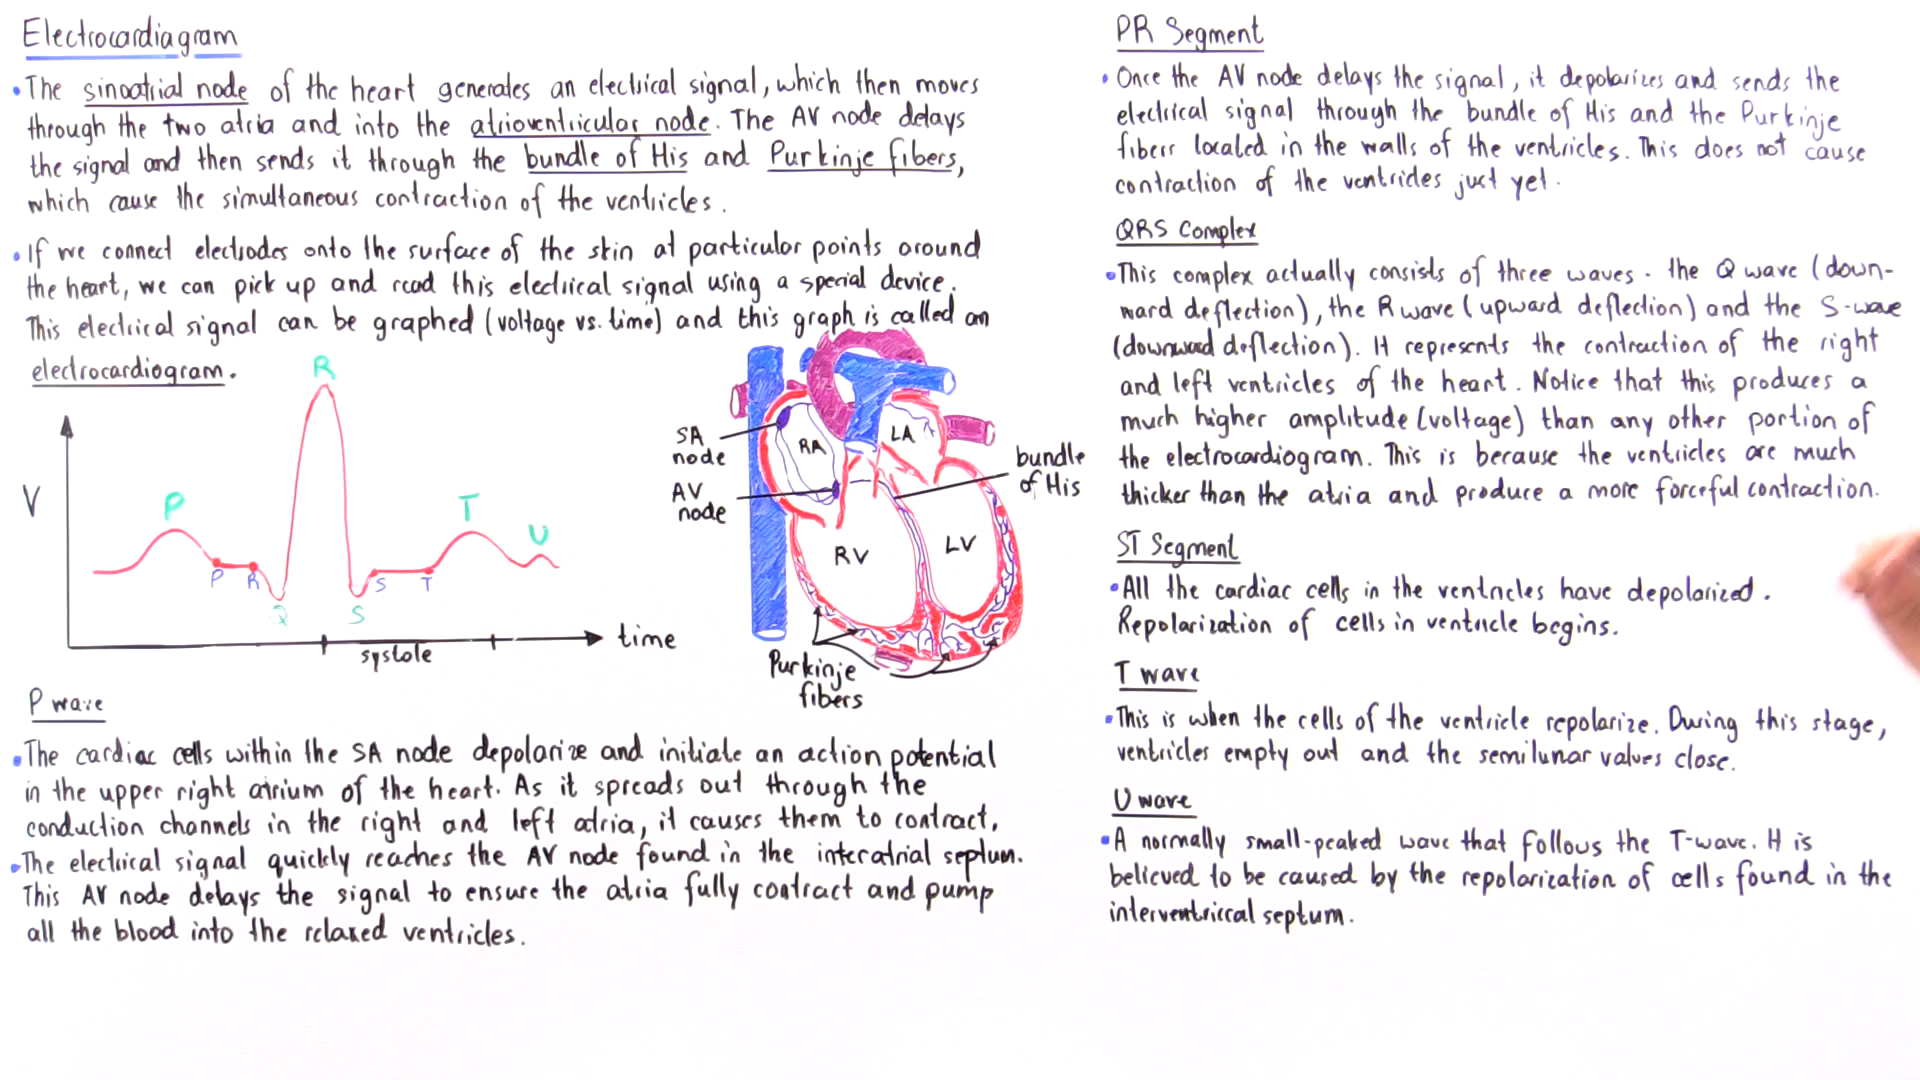 Electrocardiagram
• The sinoatrial node of the heart generates an electrical signal, which then moves
through the two atria and into the atrioventricular node. The AV node delays
the signal and then sends it through the bundle of His and Purkinje fibers,
which cause the simultaneous contraction of the ventricles.
• If we connect electrodes onto the surface of the skin at particular points around
the heart, we can pick up and read this electrical signal using a special device.
This electrical signal can be graphed (voltage vs. time) and this graph is called an
electrocardiogram.
R
V
P
T
U
P
R
S
T
Q
S
systole
time
SA
node
AV
node
RA
LA
RV
LV
bundle
of His
Purkinje
fibers
P wave
• The cardiac cells within the SA node depolarize and initiate an action potential
in the upper right atrium of the heart. As it spreads out through the
conduction channels in the right and left atria, it causes them to contract.
• The electrical signal quickly reaches the AV node found in the interatrial septum.
This AV node delays the signal to ensure the atria fully contract and pump
all the blood into the relaxed ventricles.
PR Segment
• Once the AV node delays the signal, it depolarizes and sends the
electrical signal through the bundle of His and the Purkinje
fibers located in the walls of the ventricles. This does not cause
contraction of the ventricles just yet.
QRS Complex
• This complex actually consists of three waves - the Q wave (down-
ward deflection), the R wave (upward deflection) and the S-wave
(downward deflection). It represents the contraction of the right
and left ventricles of the heart. Notice that this produces a
much higher amplitude (voltage) than any other portion of
the electrocardiogram. This is because the ventricles are much
thicker than the atria and produce a more forceful contraction.
ST Segment
• All the cardiac cells in the ventricles have depolarized.
Repolarization of cells in ventricle begins.
T wave
• This is when the cells of the ventricle repolarize. During this stage,
ventricles empty out and the semilunar values close.
U wave
• A normally small-peaked wave that follows the T-wave. It is
believed to be caused by the repolarization of cells found in the
interventriccal septum.